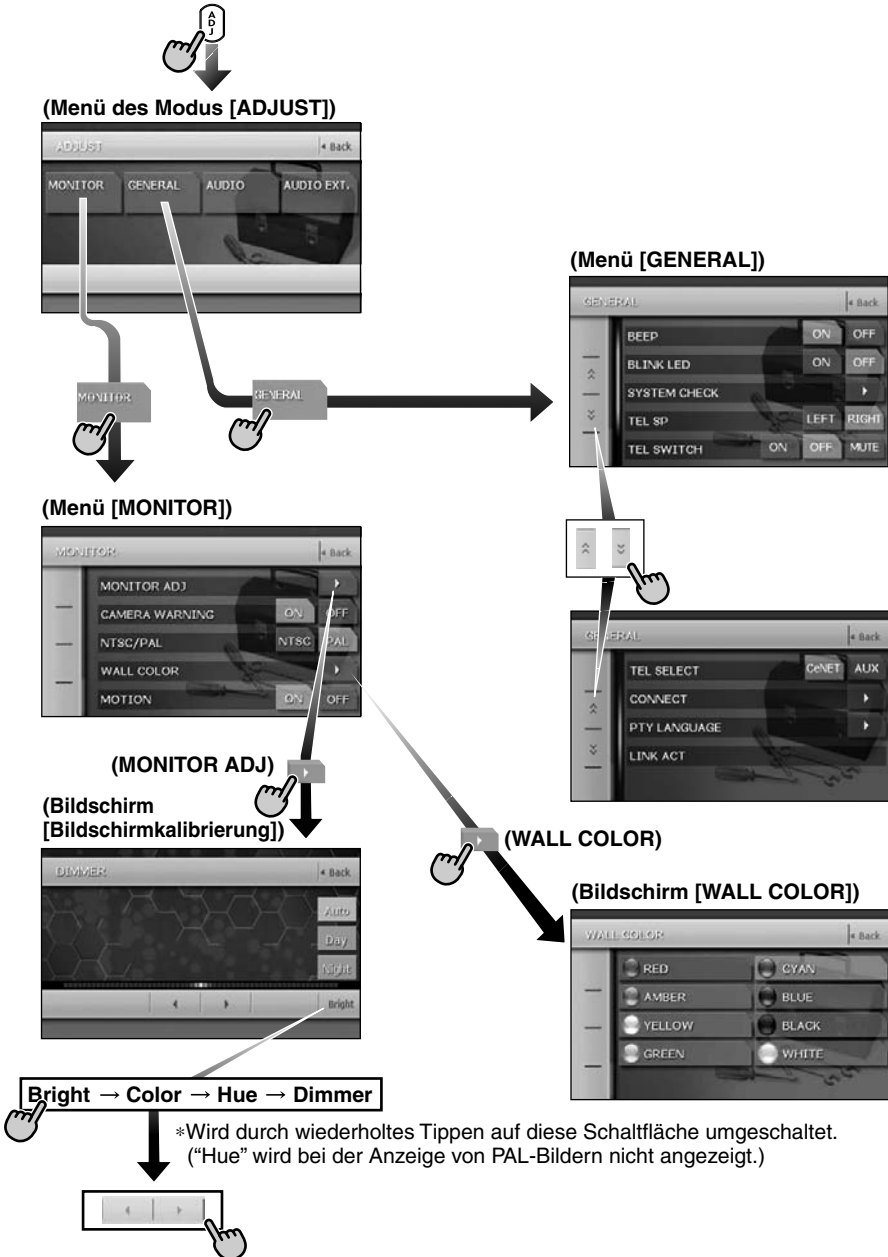 ADJ
(Menü des Modus [ADJUST])
ADJUST
Back
MONITOR GENERAL AUDIO AUDIO EXT.
MONITOR
GENERAL
(Menü [GENERAL])
GENERAL
Back
BEEP ON OFF
BLINK LED ON OFF
SYSTEM CHECK
TEL SP LEFT RIGHT
TEL SWITCH ON OFF MUTE
(Menü [MONITOR])
MONITOR
Back
MONITOR ADJ
CAMERA WARNING ON OFF
NTSC/PAL NTSC PAL
WALL COLOR
MOTION ON OFF
GENERAL
Back
TEL SELECT CeNET AUX
CONNECT
PTY LANGUAGE
LINK ACT
(MONITOR ADJ)
(Bildschirm
[Bildschirmkalibrierung])
DIMMER
Back
Auto
Day
Night
Bright
(WALL COLOR)
(Bildschirm [WALL COLOR])
WALL COLOR
Back
RED CYAN
AMBER BLUE
YELLOW BLACK
GREEN WHITE
Bright → Color → Hue → Dimmer
*Wird durch wiederholtes Tippen auf diese Schaltfläche umgeschaltet.
("Hue" wird bei der Anzeige von PAL-Bildern nicht angezeigt.)